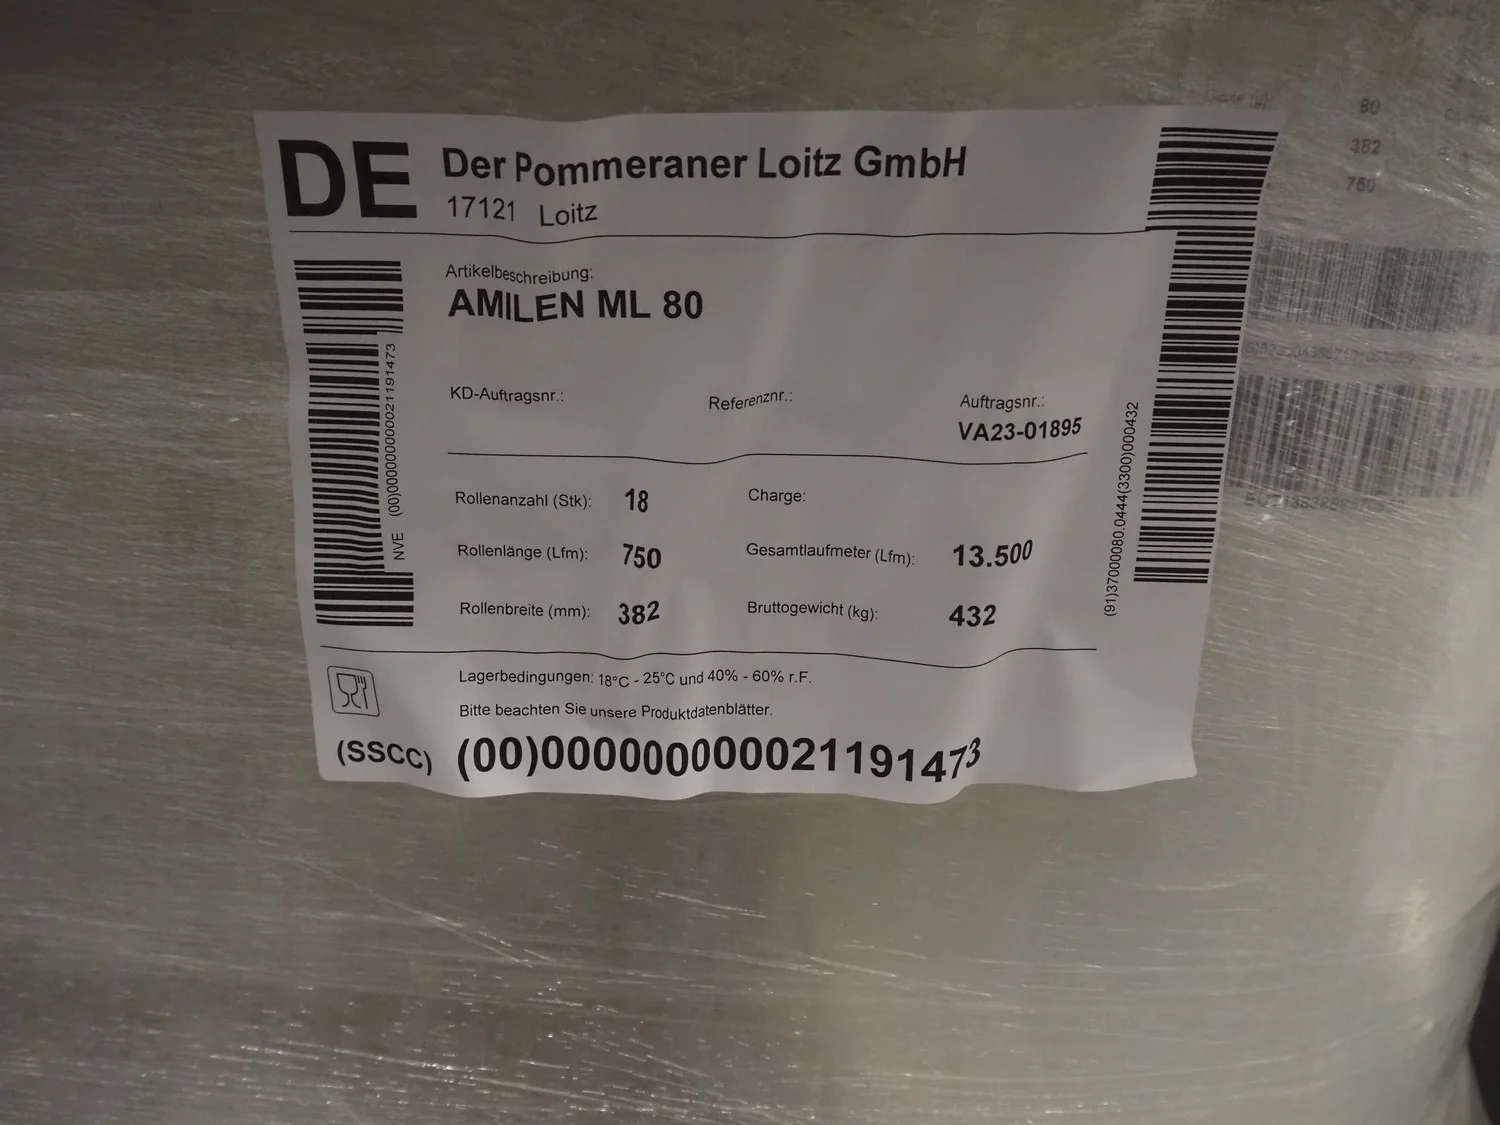 DE Der Pommeraner Loitz GmbH
17121 Loitz
Artikelbeschreibung:
AMILEN ML 80
KD-Auftragsnr.: Referenznr.: Auftragsnr.:
VA23-01895
Rollenanzahl (Stk): 18 Charge:
Rollenlänge (Lfm): 750 Gesamtlaufmeter (Lfm): 13.500
Rollenbreite (mm): 382 Bruttogewicht (kg): 432
Lagerbedingungen: 18°C - 25°C und 40% - 60% r.F.
Bitte beachten Sie unsere Produktdatenblätter.
(SSCC) (00)000000000021191473
NVE (00)000000000021191473
(91)37000080.0444(3300)000432
80
382
750